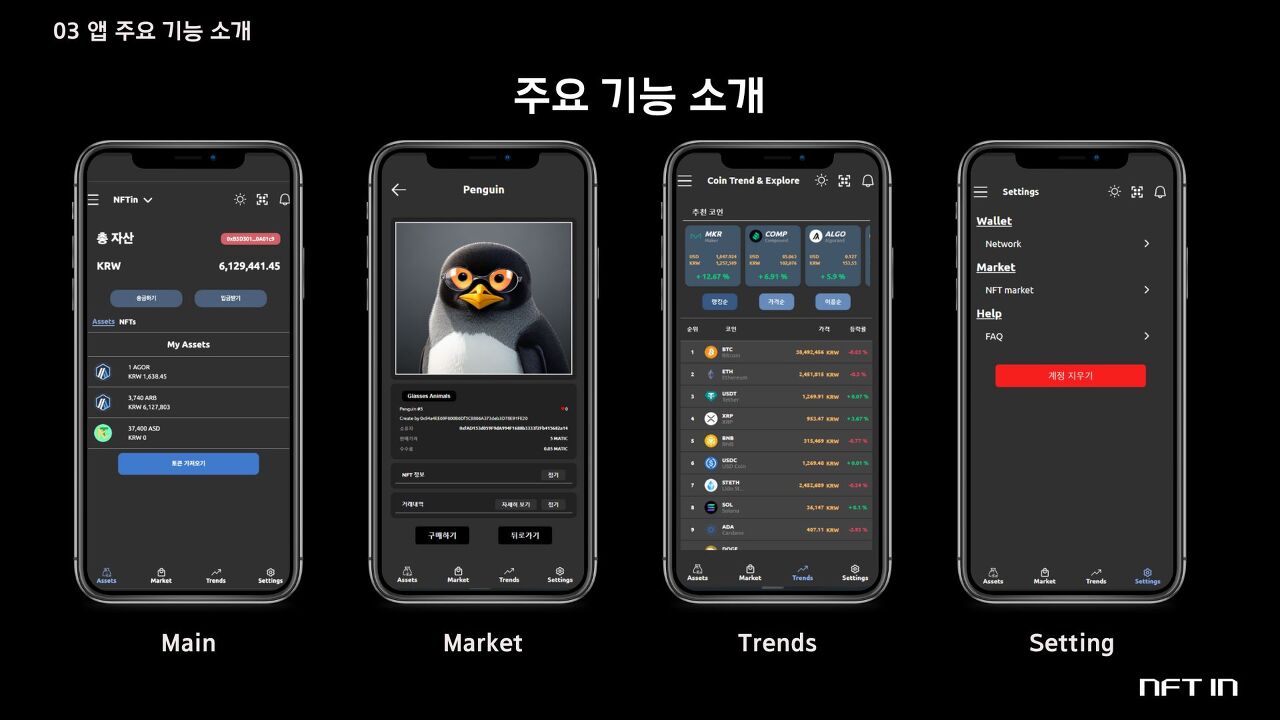 03 앱 주요 기능 소개
주요 기능 소개
NFTin
총 자산
KRW 6,129,441.45
송금하기 입금받기
Assets NFTs
My Assets
1 AGOR
KRW 1,638.45
3,740 ARB
KRW 6,127,803
37,400 ASD
KRW 0
토큰 가져오기
Assets Market Trends Settings
Main
Penguin
Glasses Animals
Penguin #5
0
소유자
판매가격 5 MATIC
수수료 0.05 MATIC
NFT 정보 접기
거래내역 자세히 보기 접기
구매하기 뒤로가기
Assets Market Trends Settings
Market
Coin Trend & Explore
추천 코인
MKR COMP ALGO
Maker Compound Algorand
USD 1,047.024 USD 85.063 USD 0.127
KRW 1,257,509 KRW 102,076 KRW 153.55
+12.67 % +6.91 % +5.9 %
랭킹순 가격순 이름순
순위 코인 가격 등락율
1 BTC 38,492,456 KRW -0.03 %
Bitcoin
2 ETH 2,451,815 KRW -0.2 %
Ethereum
3 USDT 1,269.91 KRW +0.07 %
Tether
4 XRP 953.47 KRW +3.67 %
XRP
5 BNB 315,469 KRW -0.77 %
BNB
6 USDC 1,269.40 KRW +0.01 %
USD Coin
7 STETH 2,452,609 KRW -0.24 %
Lido St...
8 SOL 36,147 KRW +0.1 %
Solana
9 ADA 407.11 KRW -3.93 %
Cardano
DOGE
Assets Market Trends Settings
Trends
Settings
Wallet
Network
Market
NFT market
Help
FAQ
계정 지우기
Assets Market Trends Settings
Setting
NFT IN